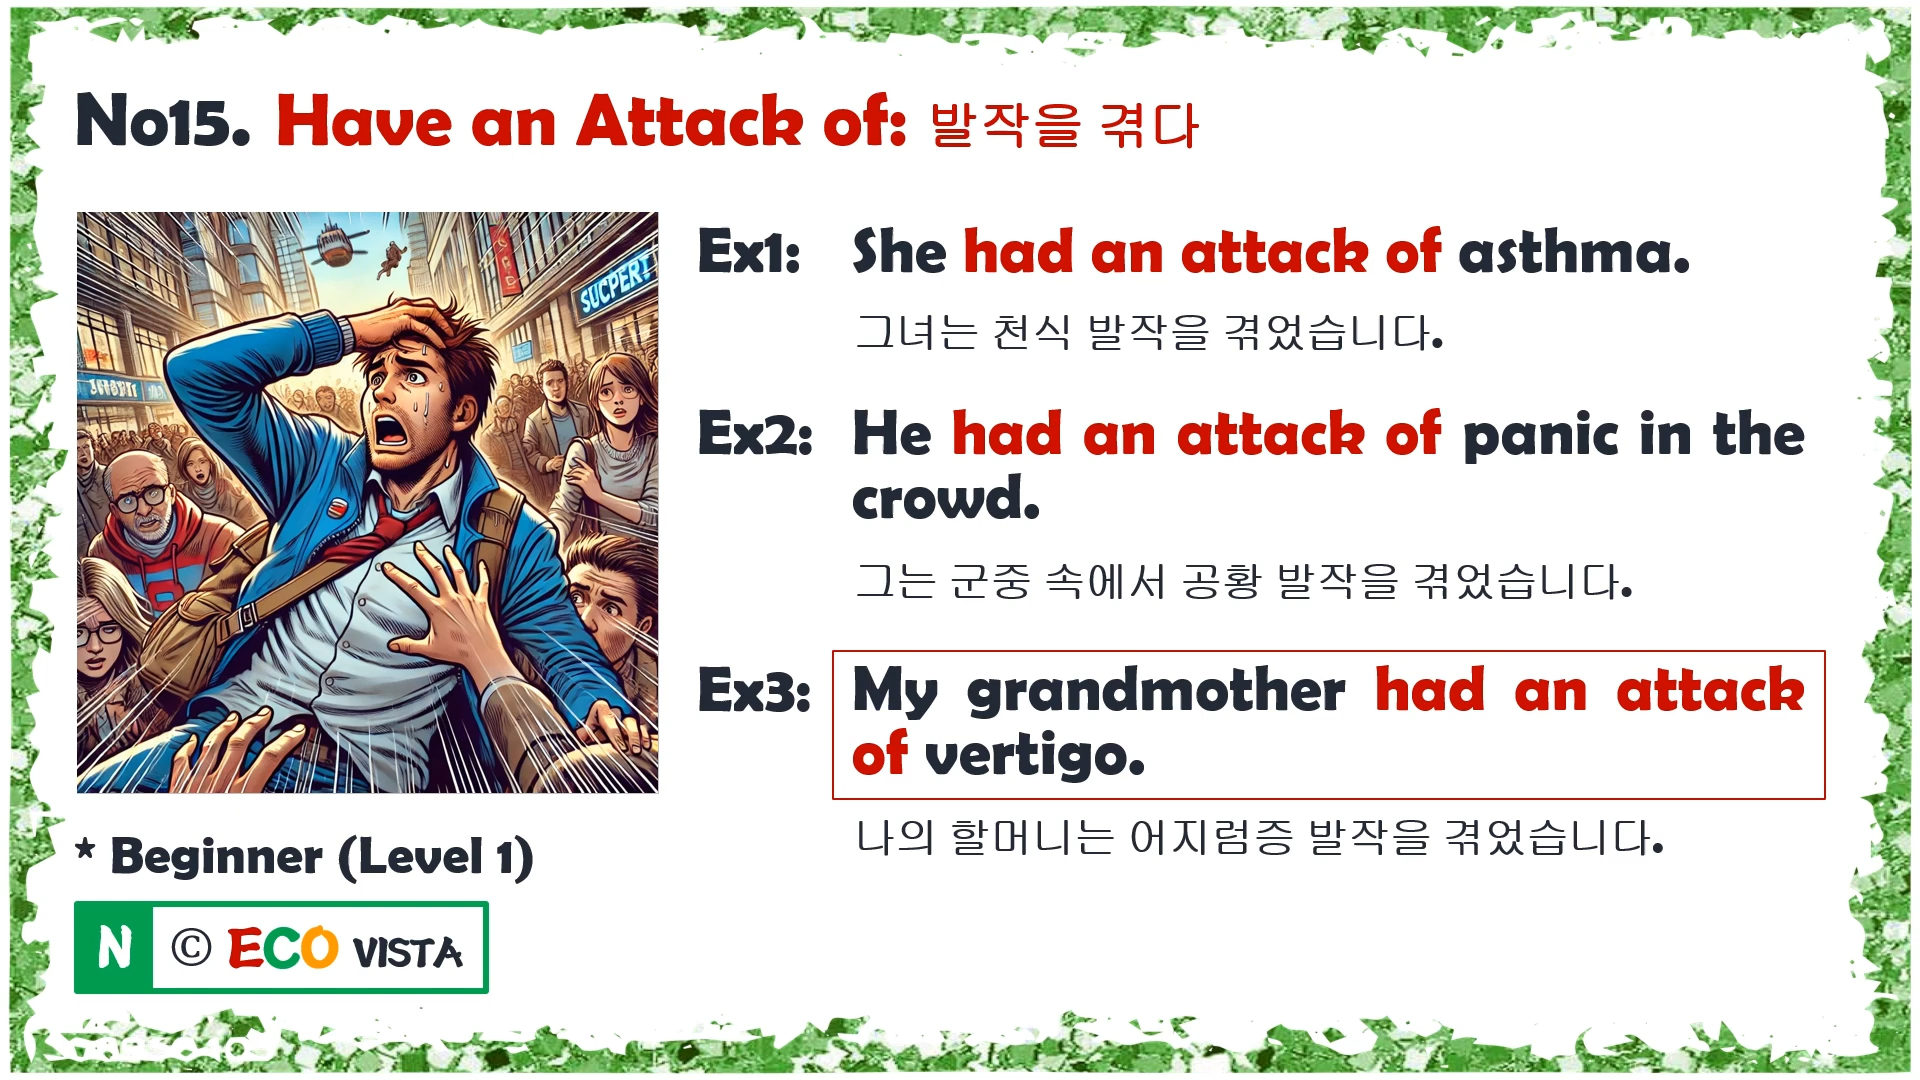 No15. Have an Attack of: 발작을 겪다
SUCPERT
Ex1: She had an attack of asthma.
그녀는 천식 발작을 겪었습니다.
Ex2: He had an attack of panic in the
crowd.
그는 군중 속에서 공황 발작을 겪었습니다.
Ex3: My grandmother had an attack
of vertigo.
나의 할머니는 어지럼증 발작을 겪었습니다.
* Beginner (Level 1)
N © ECO VISTA